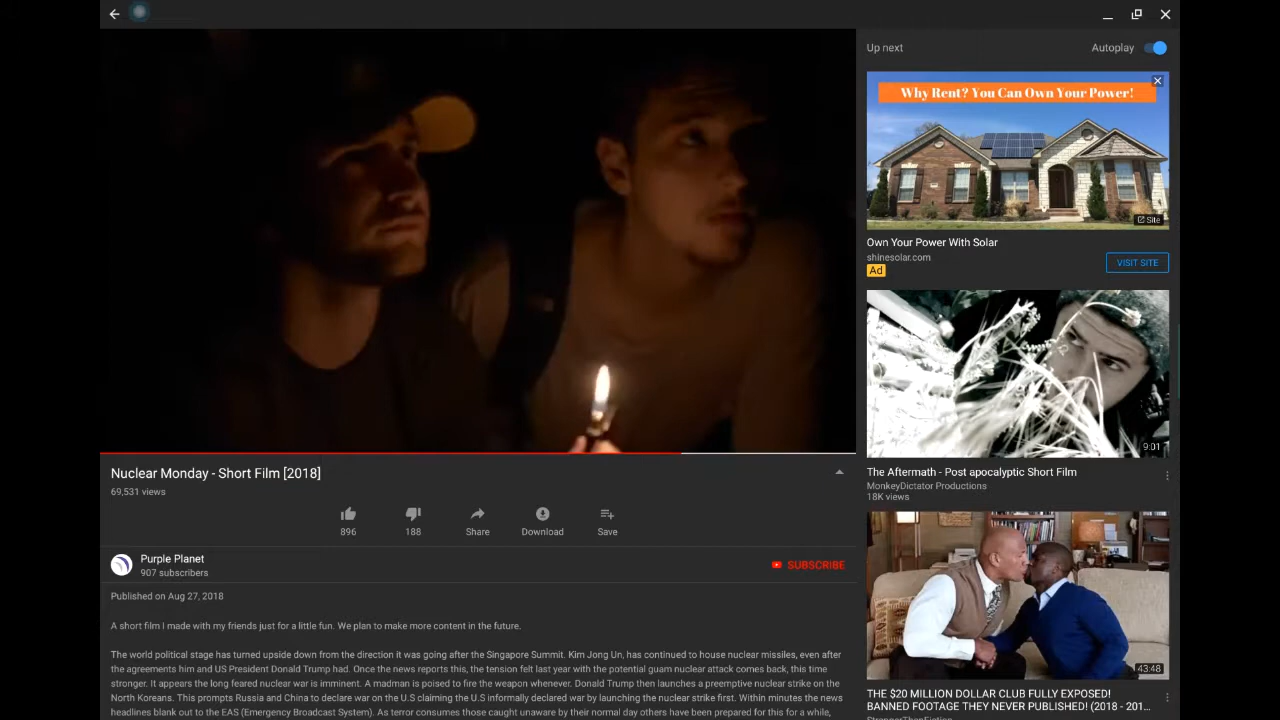 Up next
Autoplay
Why Rent? You Can Own Your Power!
Site
Own Your Power With Solar
shinesolar.com
Ad
VISIT SITE
9:01
The Aftermath - Post apocalyptic Short Film
MonkeyDictator Productions
18K views
43:48
THE $20 MILLION DOLLAR CLUB FULLY EXPOSED!
BANNED FOOTAGE THEY NEVER PUBLISHED! (2018 - 201...
StrongerThanFiction
Nuclear Monday - Short Film [2018]
69,531 views
896
188
Share
Download
Save
Purple Planet
907 subscribers
SUBSCRIBE
Published on Aug 27, 2018
A short film I made with my friends just for a little fun. We plan to make more content in the future.
The world political stage has turned upside down from the direction it was going after the Singapore Summit. Kim Jong Un, has continued to house nuclear missiles, even after
the agreements him and US President Donald Trump had. Once the news reports this, the tension felt last year with the potential guam nuclear attack comes back, this time
stronger. It appears the long feared nuclear war is imminent. A madman is poised to fire the weapon whenever. Donald Trump then launches a preemptive nuclear strike on the
North Koreans. This prompts Russia and China to declare war on the U.S claiming the U.S informally declared war by launching the nuclear strike first. Within minutes the news
headlines blank out to the EAS (Emergency Broadcast System). As terror consumes those caught unaware by their normal day others have been prepared for this for a while,